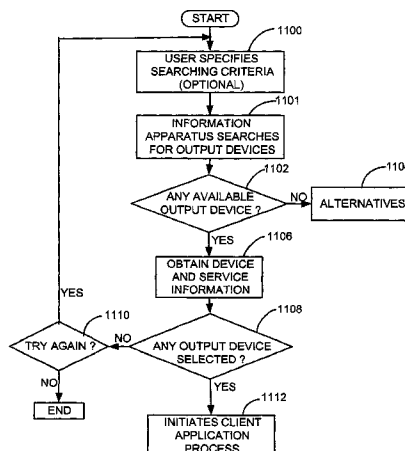 START
1100
USER SPECIFIES
SEARCHING CRITERIA
(OPTIONAL)
1101
INFORMATION
APPARATUS SEARCHES
FOR OUTPUT DEVICES
1102
ANY AVAILABLE
OUTPUT DEVICE ?
NO
ALTERNATIVES
YES
1106
OBTAIN DEVICE
AND SERVICE
INFORMATION
1108
ANY OUTPUT DEVICE
SELECTED ?
NO
1110
TRY AGAIN ?
YES
NO
END
YES
1112
INITIATES CLIENT
APPLICATION
PROCESS